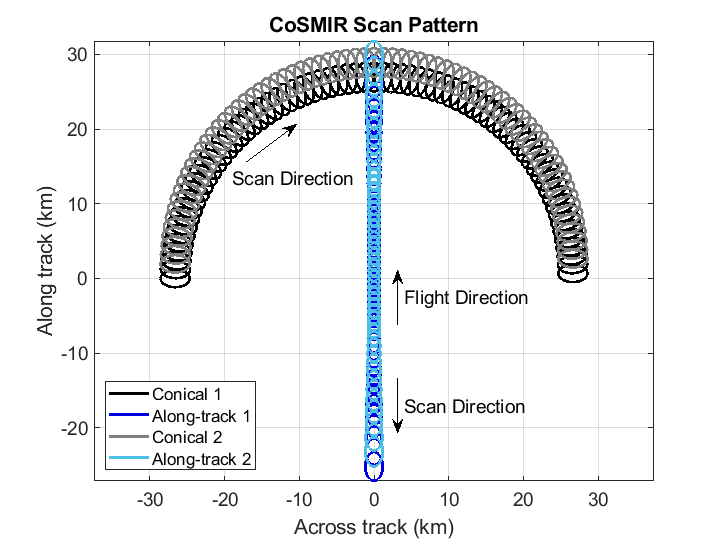 CoSMIR Scan Pattern
Along track (km)
30
20
10
0
-10
-20
Scan Direction
Flight Direction
Scan Direction
Conical 1
Along-track 1
Conical 2
Along-track 2
-30
-20
-10
0
10
20
30
Across track (km)